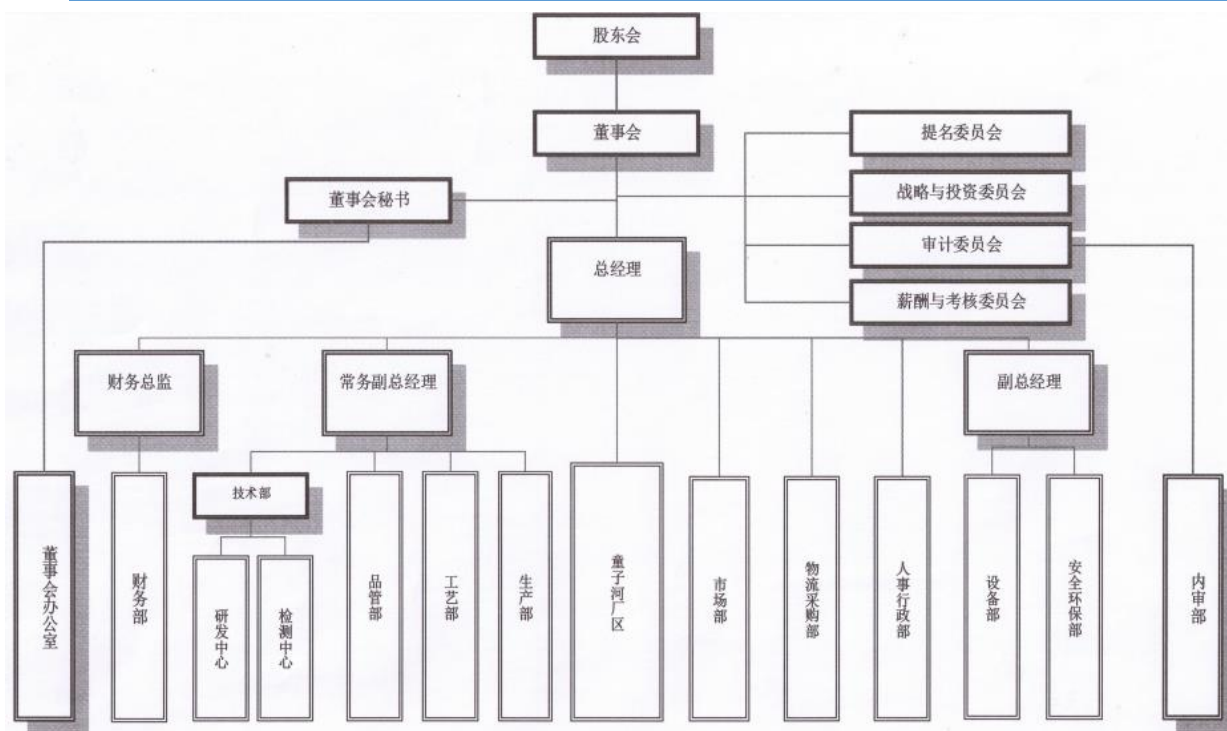 股东会
董事会
提名委员会
董事会秘书
战略与投资委员会
审计委员会
总经理
薪酬与考核委员会
财务总监
常务副总经理
副总经理
技术部
董事会办公室
财务部
研发中心
检测中心
品管部
工艺部
生产部
童子河厂区
市场部
物流采购部
人事行政部
设备部
安全环保部
内审部